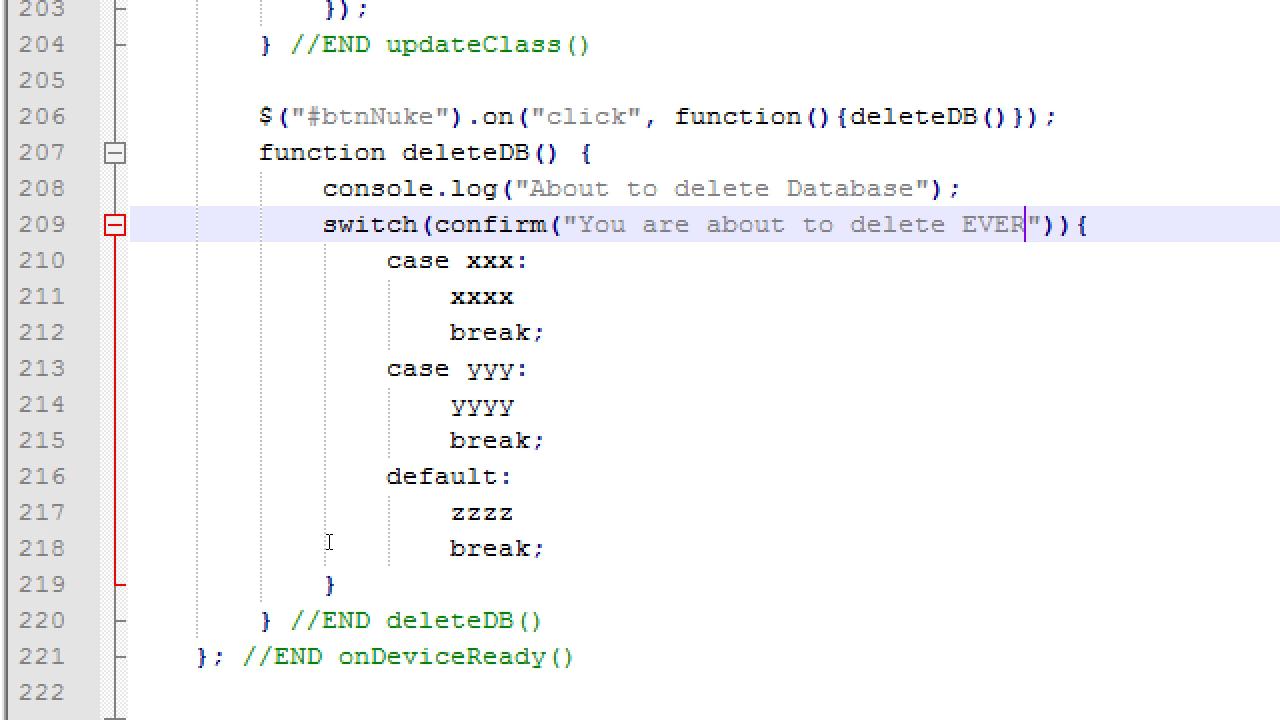 203 });
204 } //END updateClass()
205
206 $("#btnNuke").on("click", function(){deleteDB()});
207 function deleteDB() {
208 console.log("About to delete Database");
209 switch(confirm("You are about to delete EVER")){
210 case xxx:
211 xxxx
212 break;
213 case yyy:
214 yyyy
215 break;
216 default:
217 zzzz
218 break;
219 }
220 } //END deleteDB()
221 }; //END onDeviceReady()
222